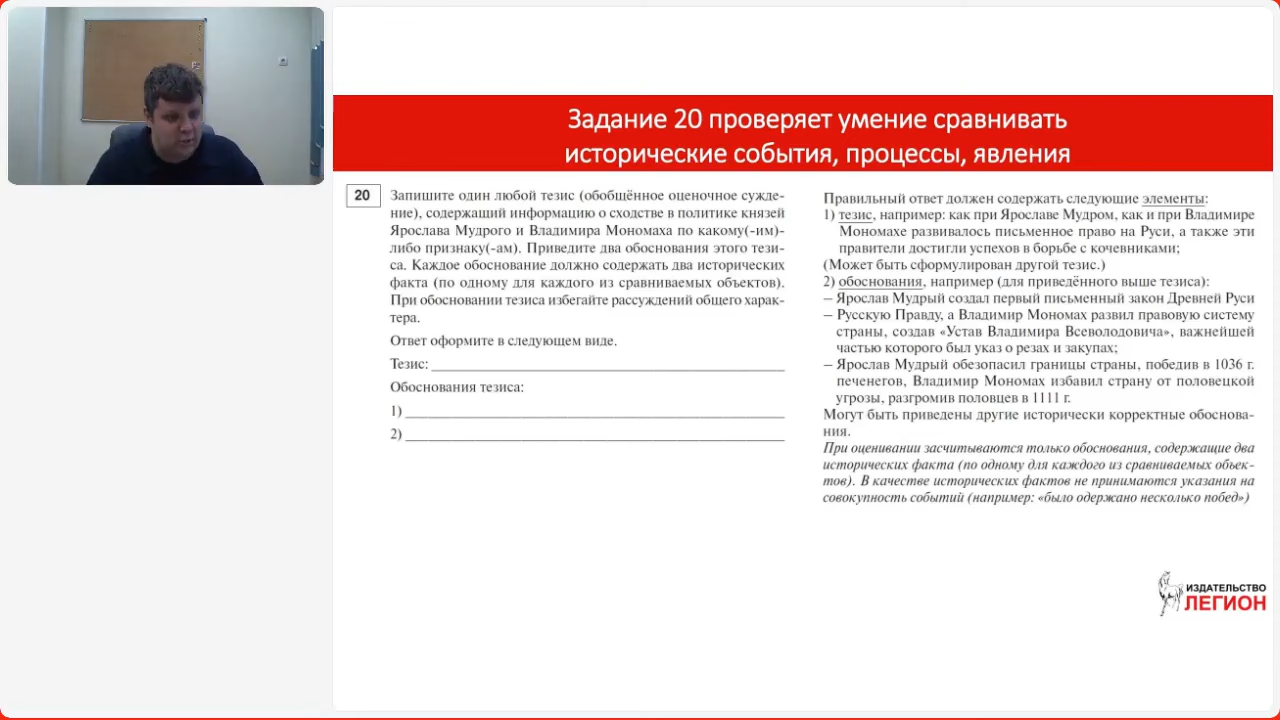 Задание 20 проверяет умение сравнивать
исторические события, процессы, явления
20
Запишите один любой тезис (обобщённое оценочное сужде-
ние), содержащий информацию о сходстве в политике князей
Ярослава Мудрого и Владимира Мономаха по какому(-им)-
либо признаку(-ам). Приведите два обоснования этого тези-
са. Каждое обоснование должно содержать два исторических
факта (по одному для каждого из сравниваемых объектов).
При обосновании тезиса избегайте рассуждений общего харак-
тера.
Ответ оформите в следующем виде.
Тезис:
Обоснования тезиса:
1)
2)
Правильный ответ должен содержать следующие элементы:
1) тезис, например: как при Ярославе Мудром, как и при Владимире
Мономахе развивалось письменное право на Руси, а также эти
правители достигли успехов в борьбе с кочевниками;
(Может быть сформулирован другой тезис.)
2) обоснования, например (для приведённого выше тезиса):
– Ярослав Мудрый создал первый письменный закон Древней Руси
– Русскую Правду, а Владимир Мономах развил правовую систему
страны, создав «Устав Владимира Всеволодовича», важнейшей
частью которого был указ о резах и закупах;
– Ярослав Мудрый обезопасил границы страны, победив в 1036 г.
печенегов, Владимир Мономах избавил страну от половецкой
угрозы, разгромив половцев в 1111 г.
Могут быть приведены другие исторически корректные обоснова-
ния.
При оценивании засчитываются только обоснования, содержащие два
исторических факта (по одному для каждого из сравниваемых объек-
тов). В качестве исторических фактов не принимаются указания на
совокупность событий (например: «было одержано несколько побед»)
ИЗДАТЕЛЬСТВО
ЛЕГИОН